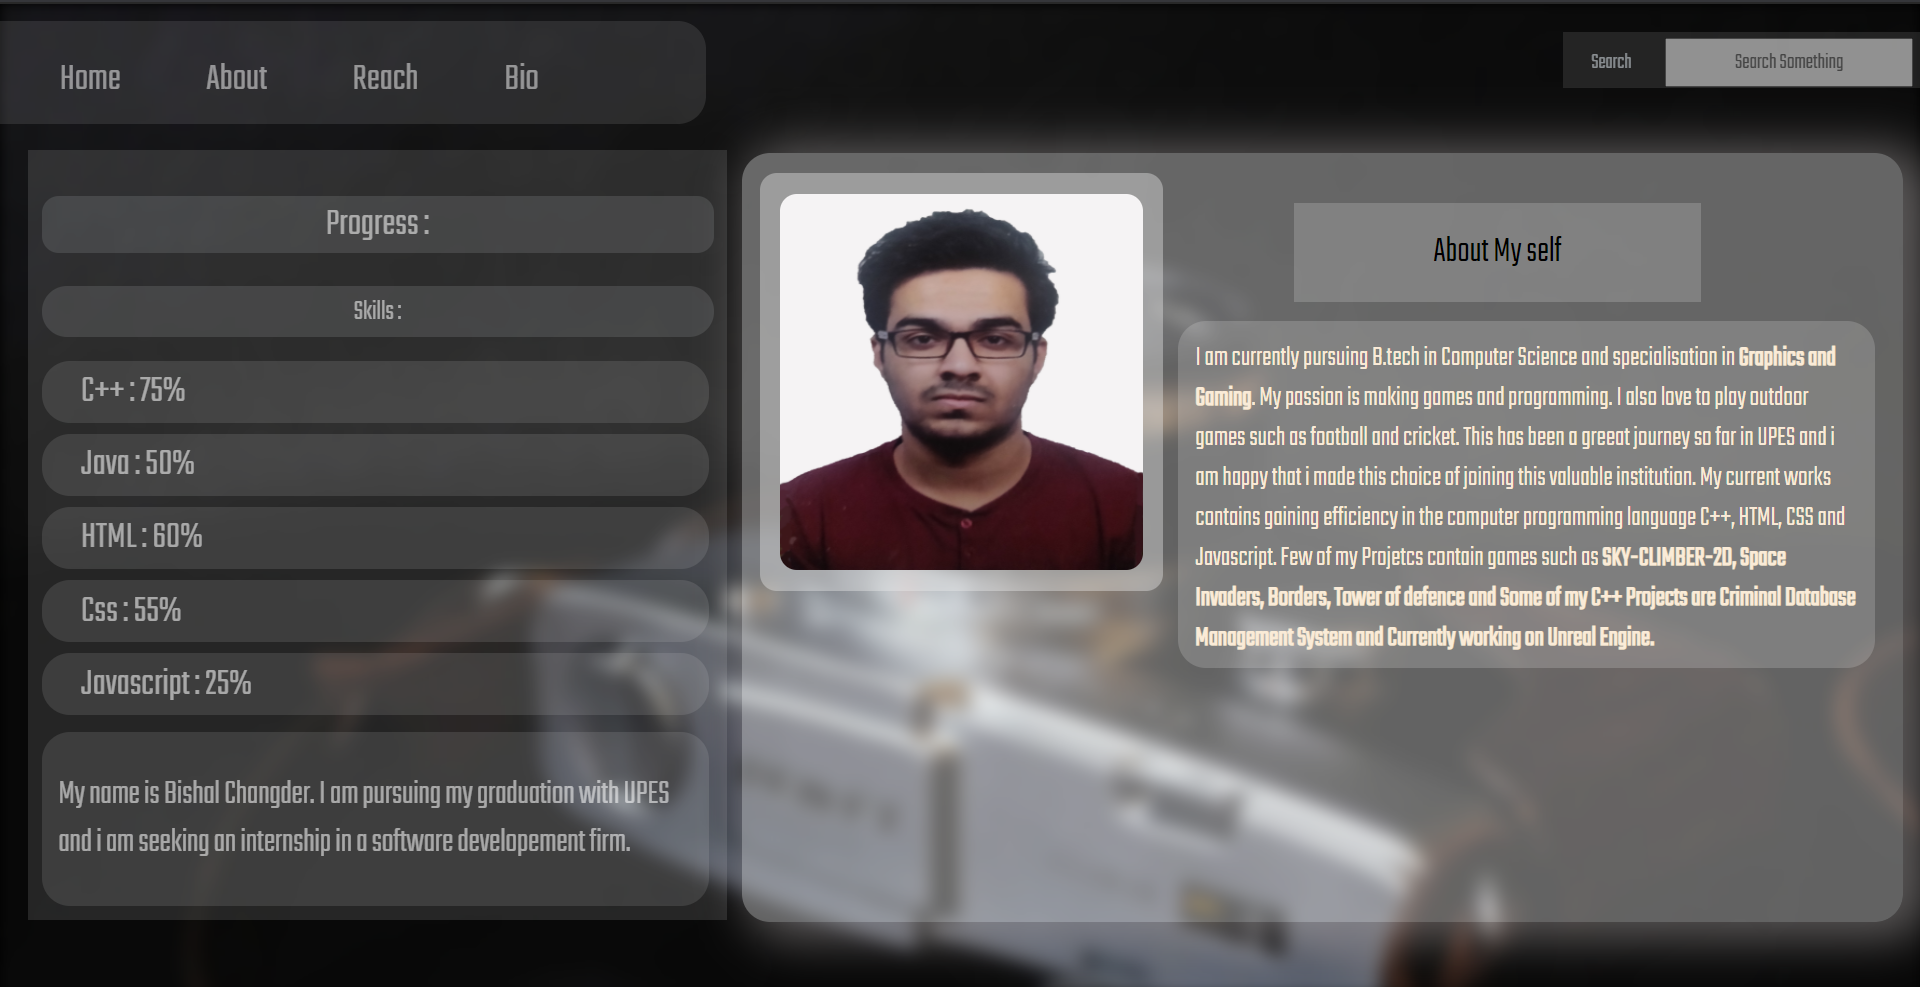 Home About Reach Bio
Search Search Something
Progress :
Skills :
C++ : 75%
Java : 50%
HTML : 60%
Css : 55%
Javascript : 25%
My name is Bishal Changder. I am pursuing my graduation with UPES
and i am seeking an internship in a software developement firm.
About My self
I am currently pursuing B.tech in Computer Science and specialisation in Graphics and
Gaming. My passion is making games and programming. I also love to play outdoor
games such as football and cricket. This has been a greeat journey so far in UPES and i
am happy that i made this choice of joining this valuable institution. My current works
contains gaining efficiency in the computer programming language C++, HTML, CSS and
Javascript. Few of my Projetcs contain games such as SKY-CLIMBER-2D, Space
Invaders, Borders, Tower of defence and Some of my C++ Projects are Criminal Database
Management System and Currently working on Unreal Engine.